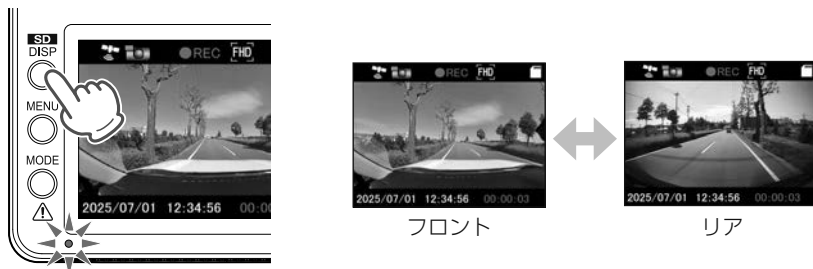 SD
DISP
MENU
MODE
REC FHD
2025/07/01 12:34:56 00:00
REC FHD
2025/07/01 12:34:56 00:00:03
フロント
REC FHD
2025/07/01 12:34:56 00:00:03
リア